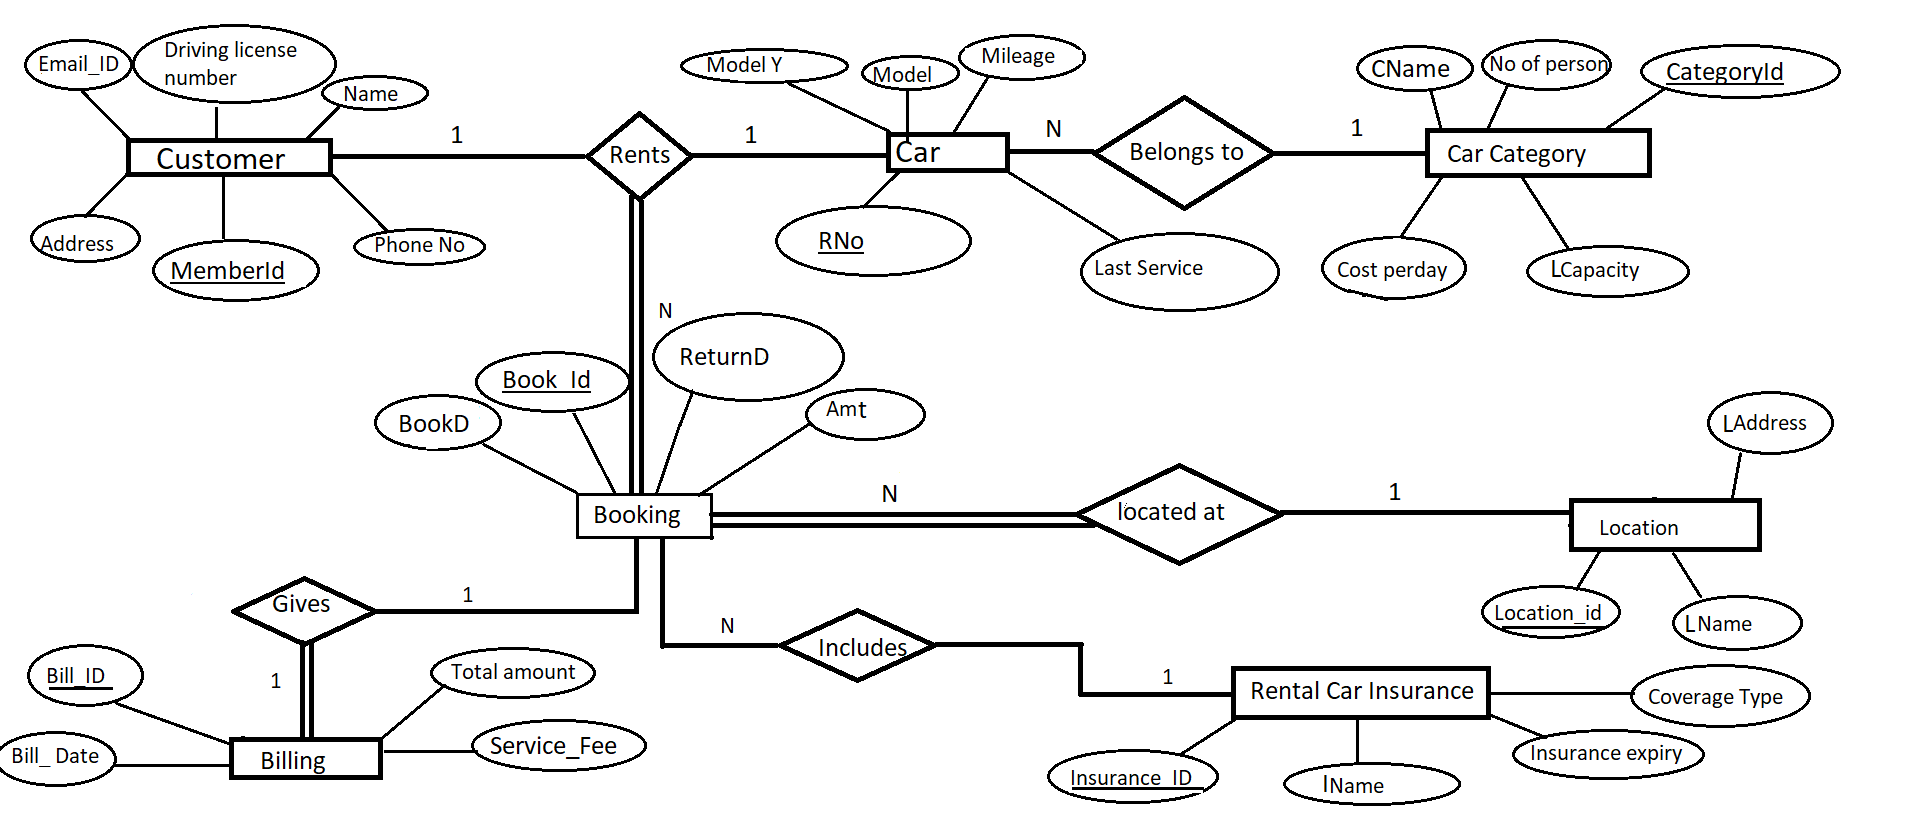 Email_ID
Driving license
number
Name
Customer
Address
MemberId
Phone No
1
Rents
1
Model Y
Model
Mileage
Car
RNo
Last Service
N
Belongs to
1
CName
No of person
CategoryId
Car Category
Cost perday
LCapacity
N
BookD
Book_Id
ReturnD
Amt
Booking
N
located at
1
LAddress
Location
Location_id
LName
Gives
1
1
Bill_ID
Total amount
Bill_ Date
Billing
Service_Fee
N
Includes
1
Rental Car Insurance
Coverage Type
Insurance expiry
Insurance_ID
IName